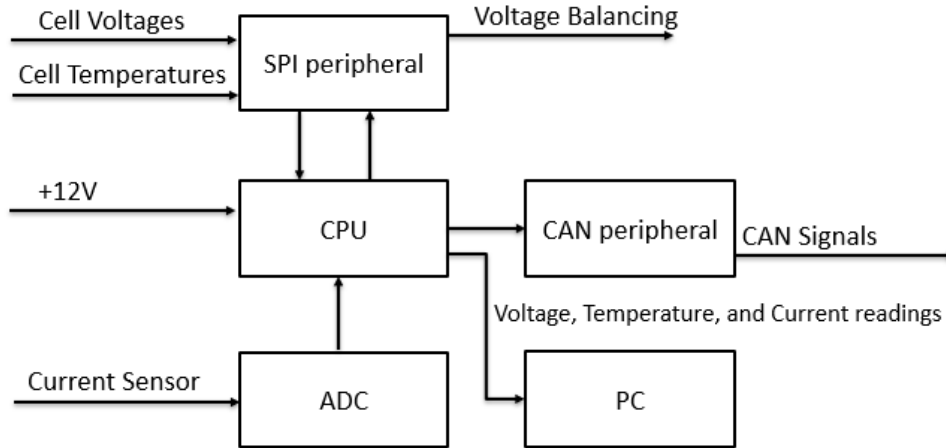 Cell Voltages
Voltage Balancing
SPI peripheral
Cell Temperatures
+12V
CPU
CAN peripheral
CAN Signals
Voltage, Temperature, and Current readings
Current Sensor
ADC
PC